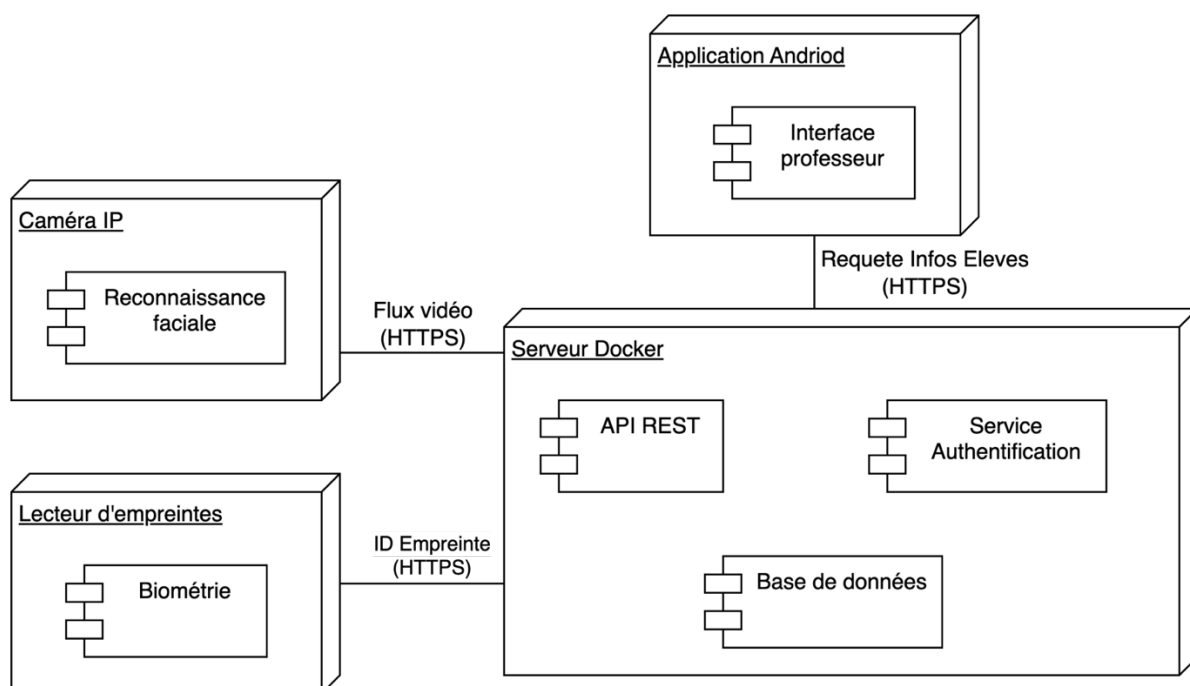 Application Andriod
Interface
professeur
Caméra IP
Reconnaissance
faciale
Flux vidéo
(HTTPS)
Requete Infos Eleves
(HTTPS)
Serveur Docker
API REST
Service
Authentification
Base de données
Lecteur d'empreintes
Biométrie
ID Empreinte
(HTTPS)